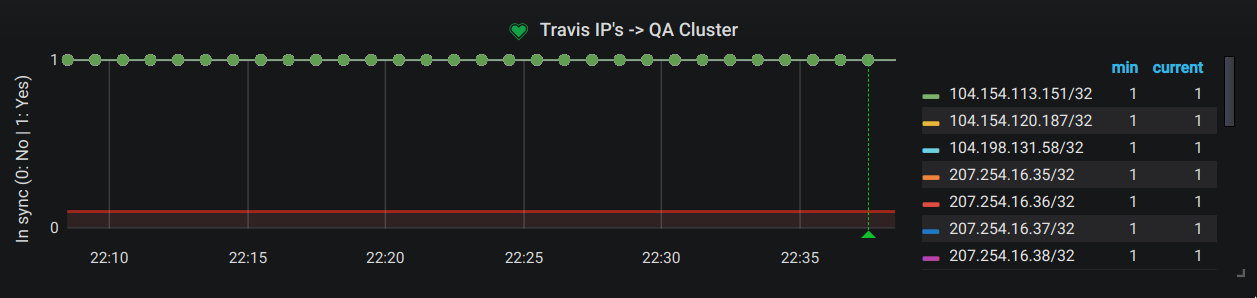 Travis IP's -> QA Cluster
In sync (0: No | 1: Yes)
1
0
22:10 22:15 22:20 22:25 22:30 22:35
min current
104.154.113.151/32 1 1
104.154.120.187/32 1 1
104.198.131.58/32 1 1
207.254.16.35/32 1 1
207.254.16.36/32 1 1
207.254.16.37/32 1 1
207.254.16.38/32 1 1